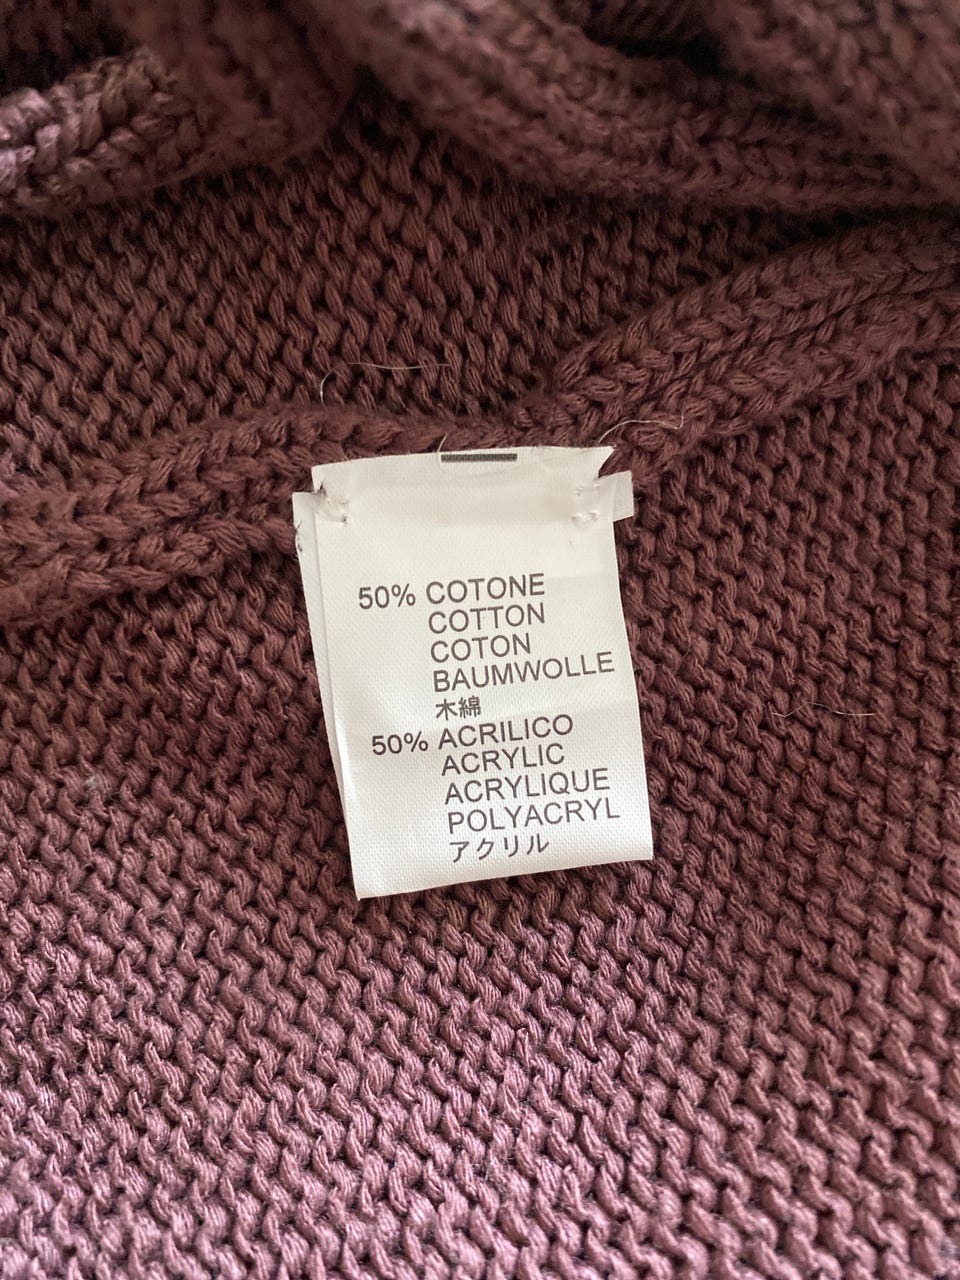 50% COTONE
COTTON
COTON
BAUMWOLLE
木綿
50% ACRILICO
ACRYLIC
ACRYLIQUE
POLYACRYL
アクリル